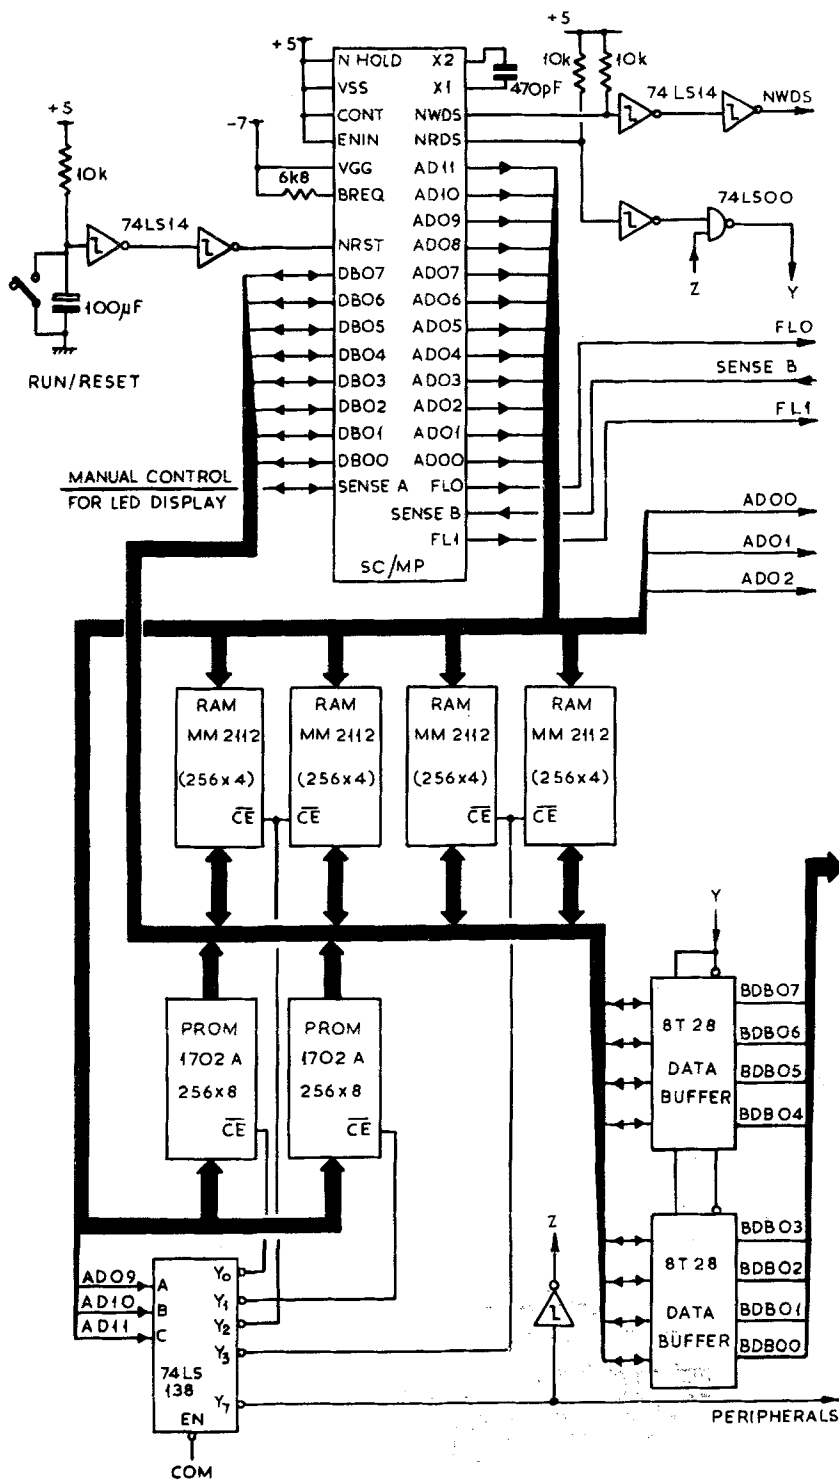 +5
+5
N HOLD
X2
VSS
X1
470pF
10k
10k
74 LS14
NWDS
CONT
NWDS
ENIN
NRDS
+5
10k
-7
VGG
6k8
BREQ
AD11
AD10
AD09
74LS00
74LS14
NRST
AD08
Z
Y
DB07
AD07
DB06
AD06
100µF
DB05
AD05
FLO
DB04
AD04
SENSE B
RUN/RESET
DB03
AD03
DB02
AD02
FL1
DB01
AD01
DB00
AD00
MANUAL CONTROL
FOR LED DISPLAY
SENSE A
FLO
SENSE B
FL1
SC/MP
AD00
AD01
AD02
RAM
MM 2112
(256x4)
RAM
MM 2112
(256x4)
CE
RAM
MM 2112
(256x4)
RAM
MM 2112
(256x4)
CE
PROM
1702 A
256x8
CE
PROM
1702 A
256x8
CE
Y
8T 28
DATA
BUFFER
BDB07
BDB06
BDB05
BDB04
8T 28
DATA
BUFFER
BDB03
BDB02
BDB01
BDB00
Z
AD09
A
AD10
B
AD11
C
Y0
Y1
Y2
Y3
74LS
138
Y7
EN
COM
PERIPHERALS